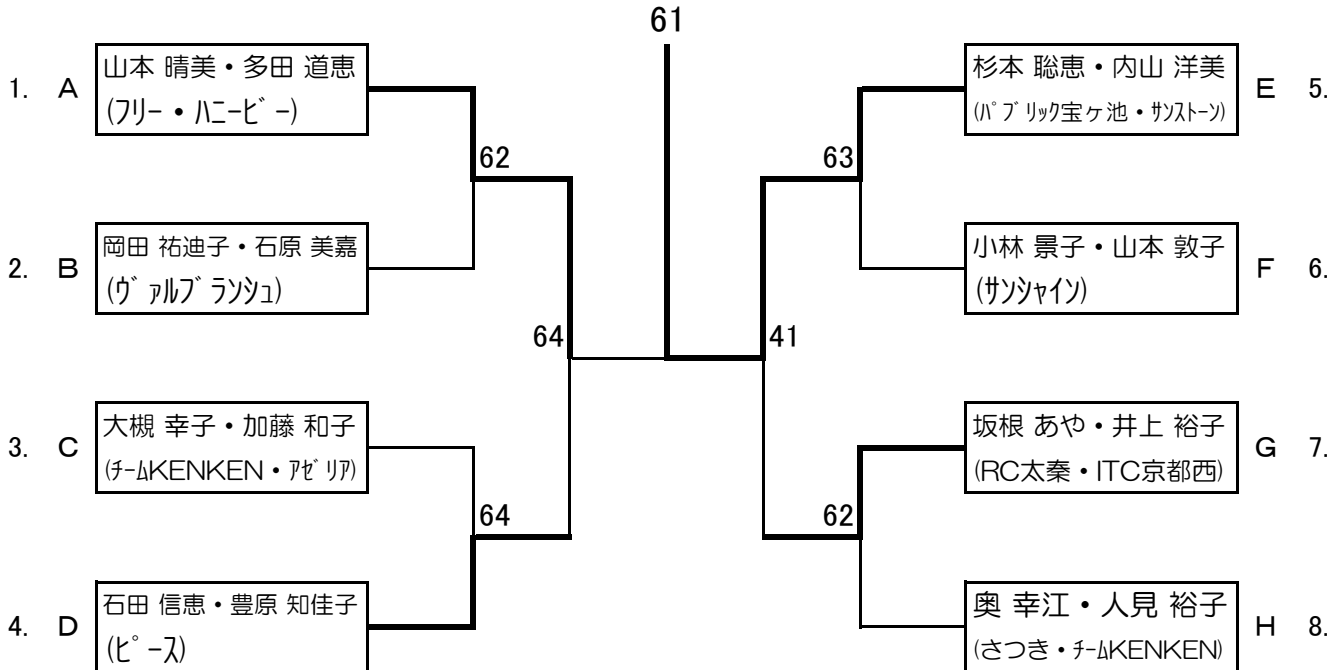 61
1. A
山本 晴美・多田 道恵
(フリー・ハニービー)
62
2. B
岡田 祐迪子・石原 美嘉
(ヴァルブランシュ)
64
3. C
大槻 幸子・加藤 和子
(チームKENKEN・アゼリア)
64
4. D
石田 信恵・豊原 知佳子
(ピース)
杉本 聡恵・内山 洋美
(パブリック宝ヶ池・サンストーン)
E 5.
63
小林 景子・山本 敦子
(サンシャイン)
F 6.
41
坂根 あや・井上 裕子
(RC太秦・ITC京都西)
G 7.
62
奥 幸江・人見 裕子
(さつき・チームKENKEN)
H 8.